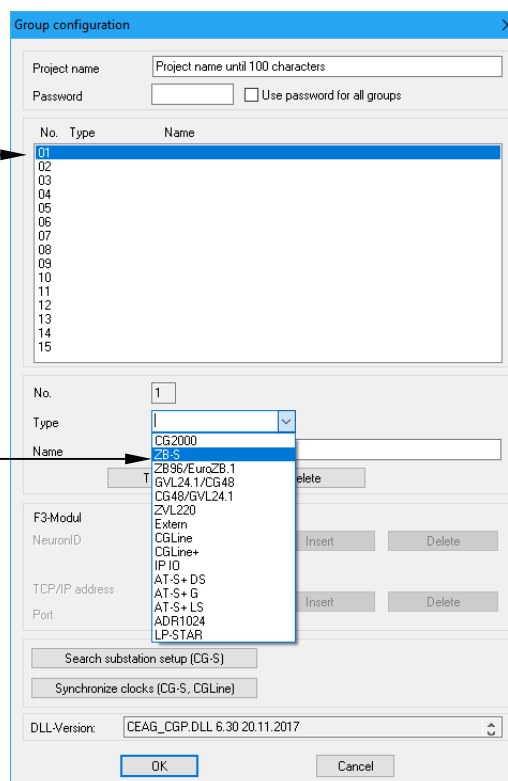 Group configuration
Project name Project name until 100 characters
Password Use password for all groups
No. Type Name
01
02
03
04
05
06
07
08
09
10
11
12
13
14
15
No. 1
Type
Name
CG2000
ZB-S
ZB96/EuroZB.1
T GVL24.1/CG48 elete
CG48/GVL24.1
ZVL220
F3-Modul
Extern
NeuronID CGLine Insert Delete
CGLine+
IP IO
AT-S+ DS
TCP/IP address AT-S+ G
AT-S+ LS Insert Delete
Port ADR1024
LP-STAR
Search substation setup (CG-S)
Synchronize clocks (CG-S, CGLine)
DLL-Version: CEAG_CGP.DLL 6.30 20.11.2017
OK Cancel